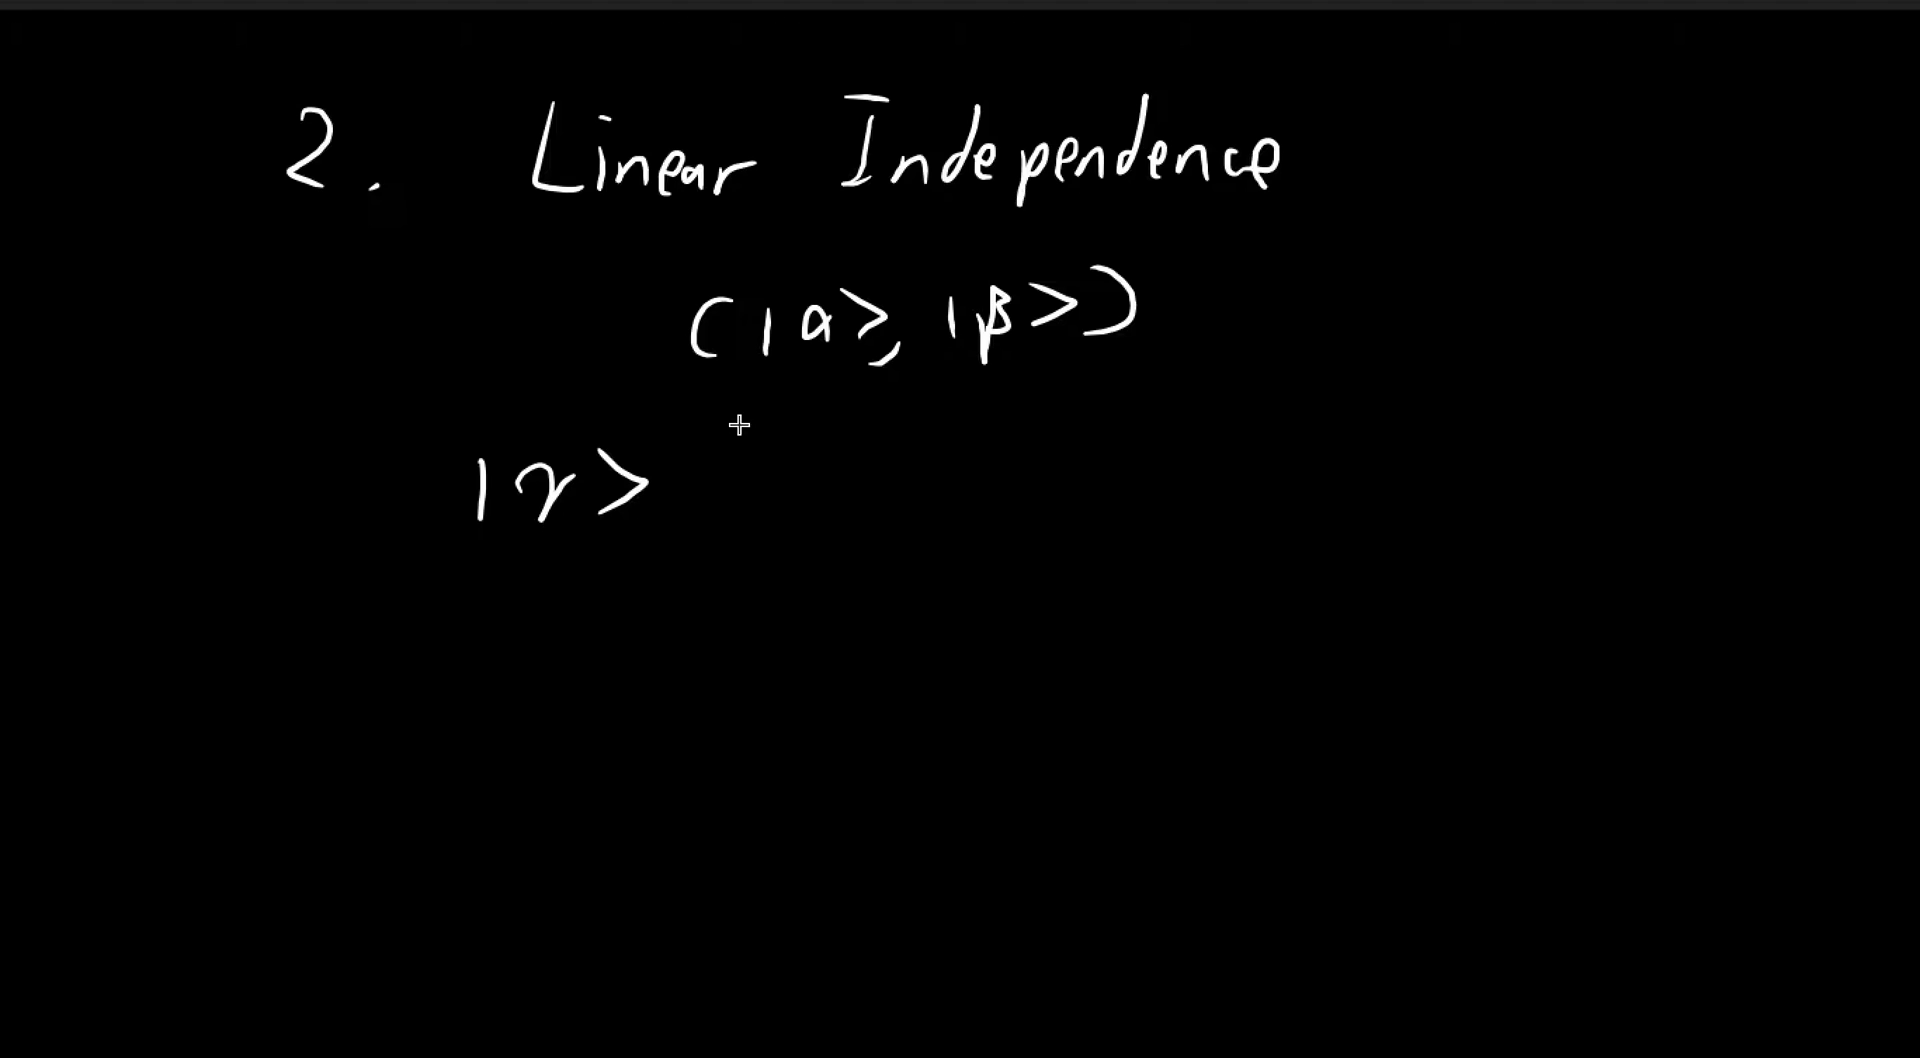 2. Linear Independence
(|α>, |β>)
|γ>